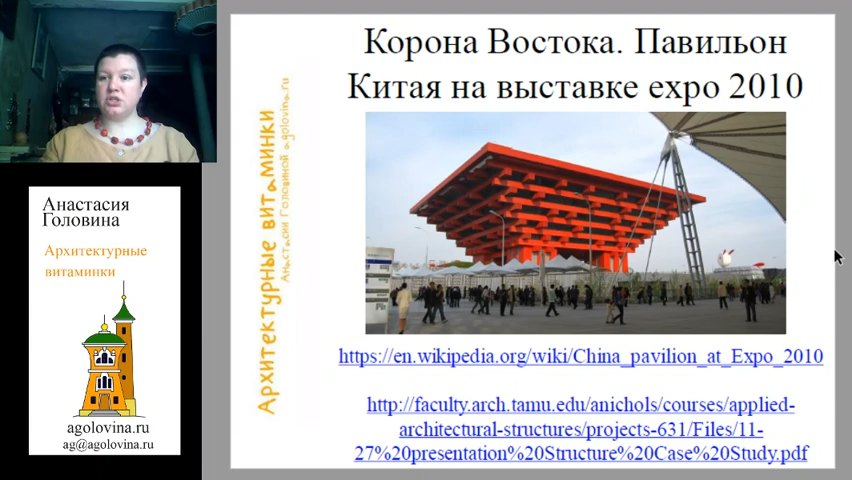 Корона Востока. Павильон
Китая на выставке expo 2010
Архитектурные витаминки
Анастасии Головиной agolovina.ru
https://en.wikipedia.org/wiki/China_pavilion_at_Expo_2010
http://faculty.arch.tamu.edu/anichols/courses/applied-
architectural-structures/projects-631/Files/11-
27%20presentation%20Structure%20Case%20Study.pdf
Анастасия
Головина
Архитектурные
витаминки
agolovina.ru
ag@agolovina.ru